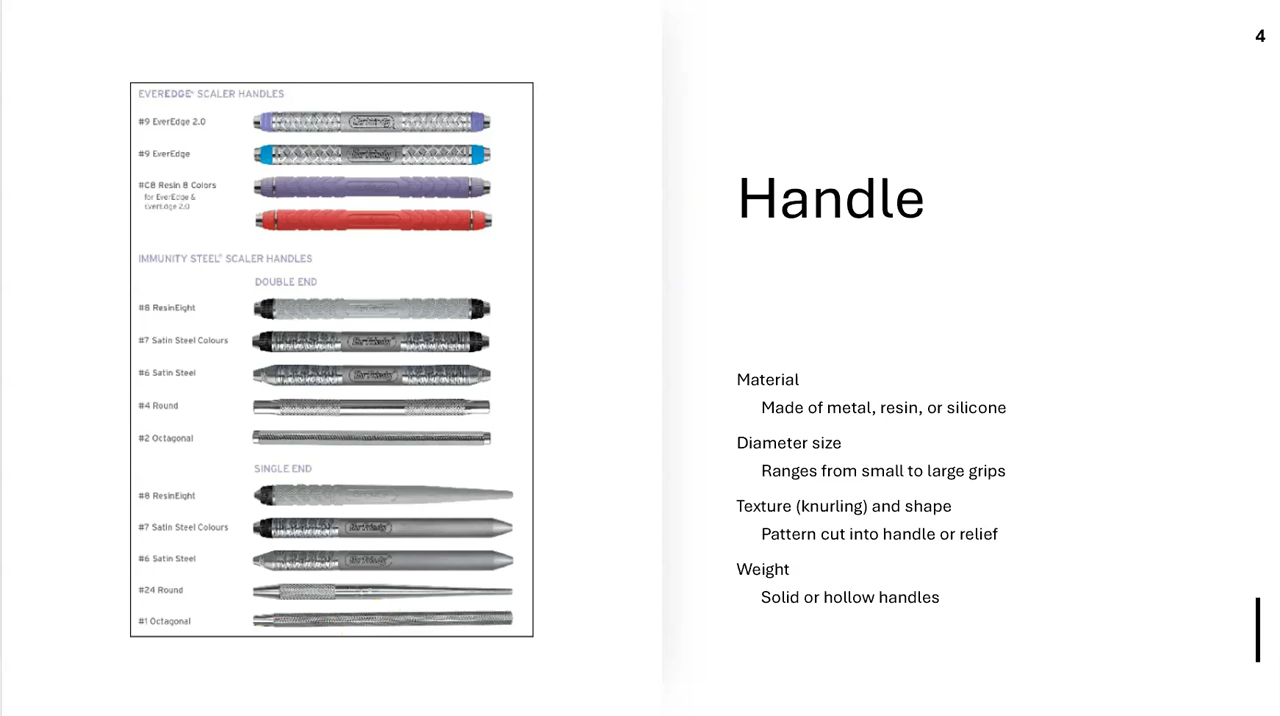 4
EVEREDGE® SCALER HANDLES
#9 EverEdge 2.0
#9 EverEdge
#C8 Resin 8 Colors
for EverEdge &
EverEdge 2.0
IMMUNITY STEEL® SCALER HANDLES
DOUBLE END
#8 ResinEight
#7 Satin Steel Colours
#6 Satin Steel
#4 Round
#2 Octagonal
SINGLE END
#8 ResinEight
#7 Satin Steel Colours
#6 Satin Steel
#24 Round
#1 Octagonal
Handle
Material
Made of metal, resin, or silicone
Diameter size
Ranges from small to large grips
Texture (knurling) and shape
Pattern cut into handle or relief
Weight
Solid or hollow handles